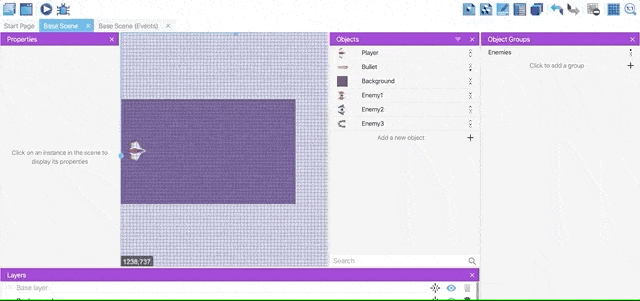 Start Page
Base Scene
Base Scene (Events)
Properties
Objects
Object Groups
Player
Bullet
Background
Enemy1
Enemy2
Enemy3
Add a new object
Enemies
Click to add a group
Click on an instance in the scene to
display its properties
1238;737
Search
Layers
Base layer